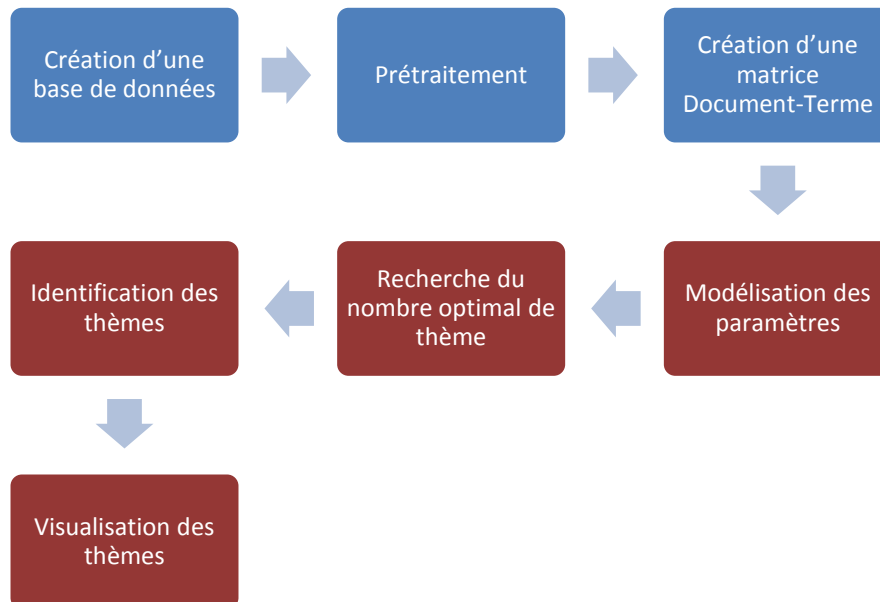 Création d’une
base de données
Prétraitement
Création d’une
matrice
Document-Terme
Modélisation des
paramètres
Recherche du
nombre optimal de
thème
Identification des
thèmes
Visualisation des
thèmes